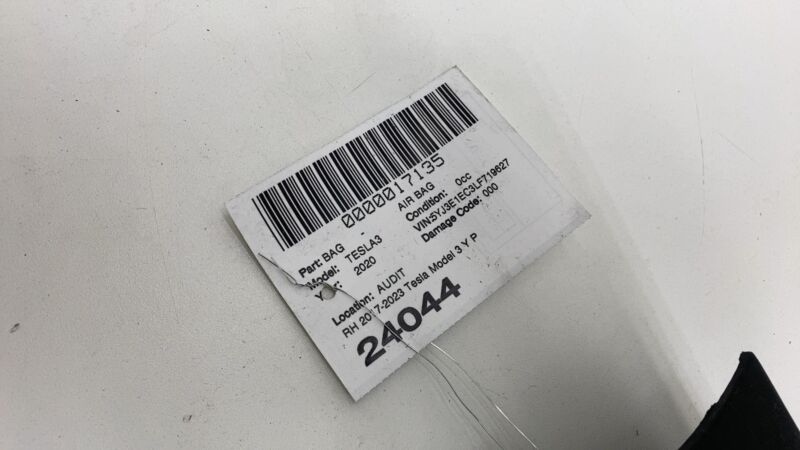 0000017135
Part: BAG AIR BAG
Model: TESLA3 Condition: 0cc
2020 VIN:5YJ3E1EC3LF719627
Location: AUDIT Damage Code: 000
RH 2017-2023 Tesla Model 3 Y P
24044